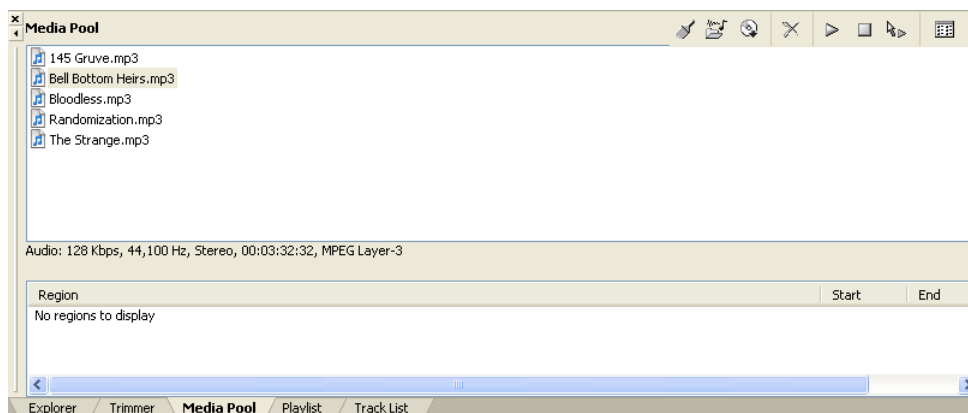 Media Pool
145 Gruve.mp3
Bell Bottom Heirs.mp3
Bloodless.mp3
Randomization.mp3
The Strange.mp3
Audio: 128 Kbps, 44,100 Hz, Stereo, 00:03:32:32, MPEG Layer-3
Region Start End
No regions to display
Explorer Trimmer Media Pool Playlist Track List